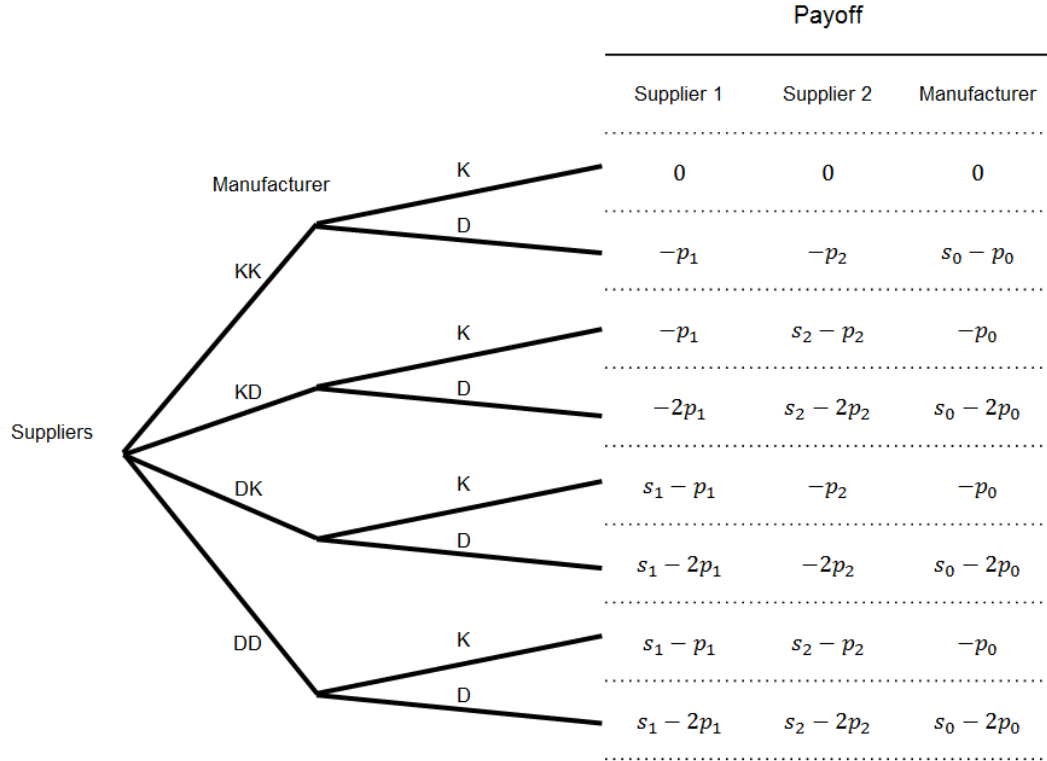 Payoff
Supplier 1 Supplier 2 Manufacturer
K 0 0 0
Manufacturer
D −p₁ −p₂ s₀ − p₀
KK
K −p₁ s₂ − p₂ −p₀
KD D −2p₁ s₂ − 2p₂ s₀ − 2p₀
Suppliers
DK K s₁ − p₁ −p₂ −p₀
D s₁ − 2p₁ −2p₂ s₀ − 2p₀
DD K s₁ − p₁ s₂ − p₂ −p₀
D s₁ − 2p₁ s₂ − 2p₂ s₀ − 2p₀